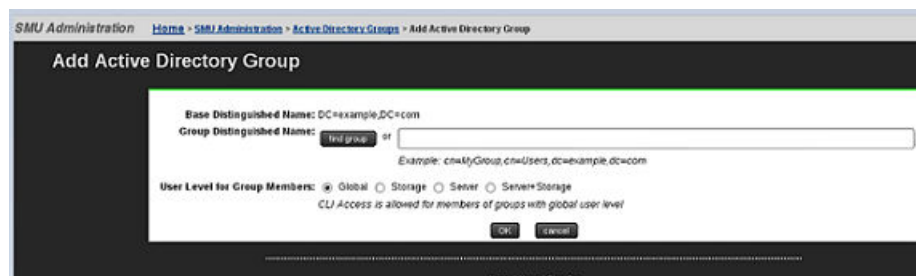 SMU Administration Home > SMU Administration > Active Directory Groups > Add Active Directory Group
Add Active Directory Group
Base Distinguished Name: DC=example,DC=com
Group Distinguished Name: find group or
Example: cn=MyGroup,cn=Users,dc=example,dc=com
User Level for Group Members: Global Storage Server Server+Storage
CLI Access is allowed for members of groups with global user level
OK cancel